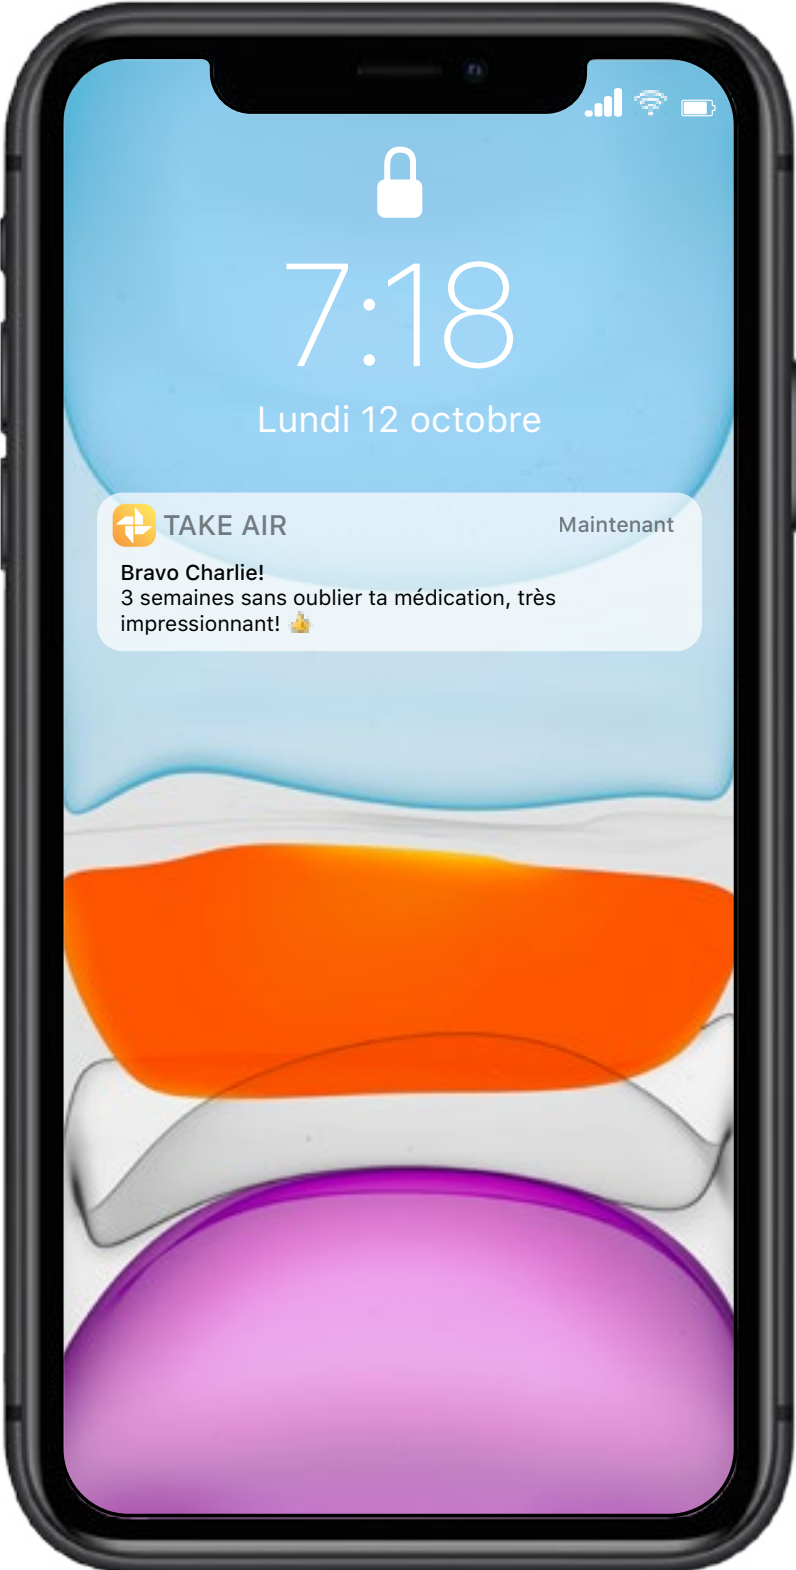 7:18
Lundi 12 octobre
TAKE AIR Maintenant
Bravo Charlie!
3 semaines sans oublier ta médication, très
impressionnant! 👍